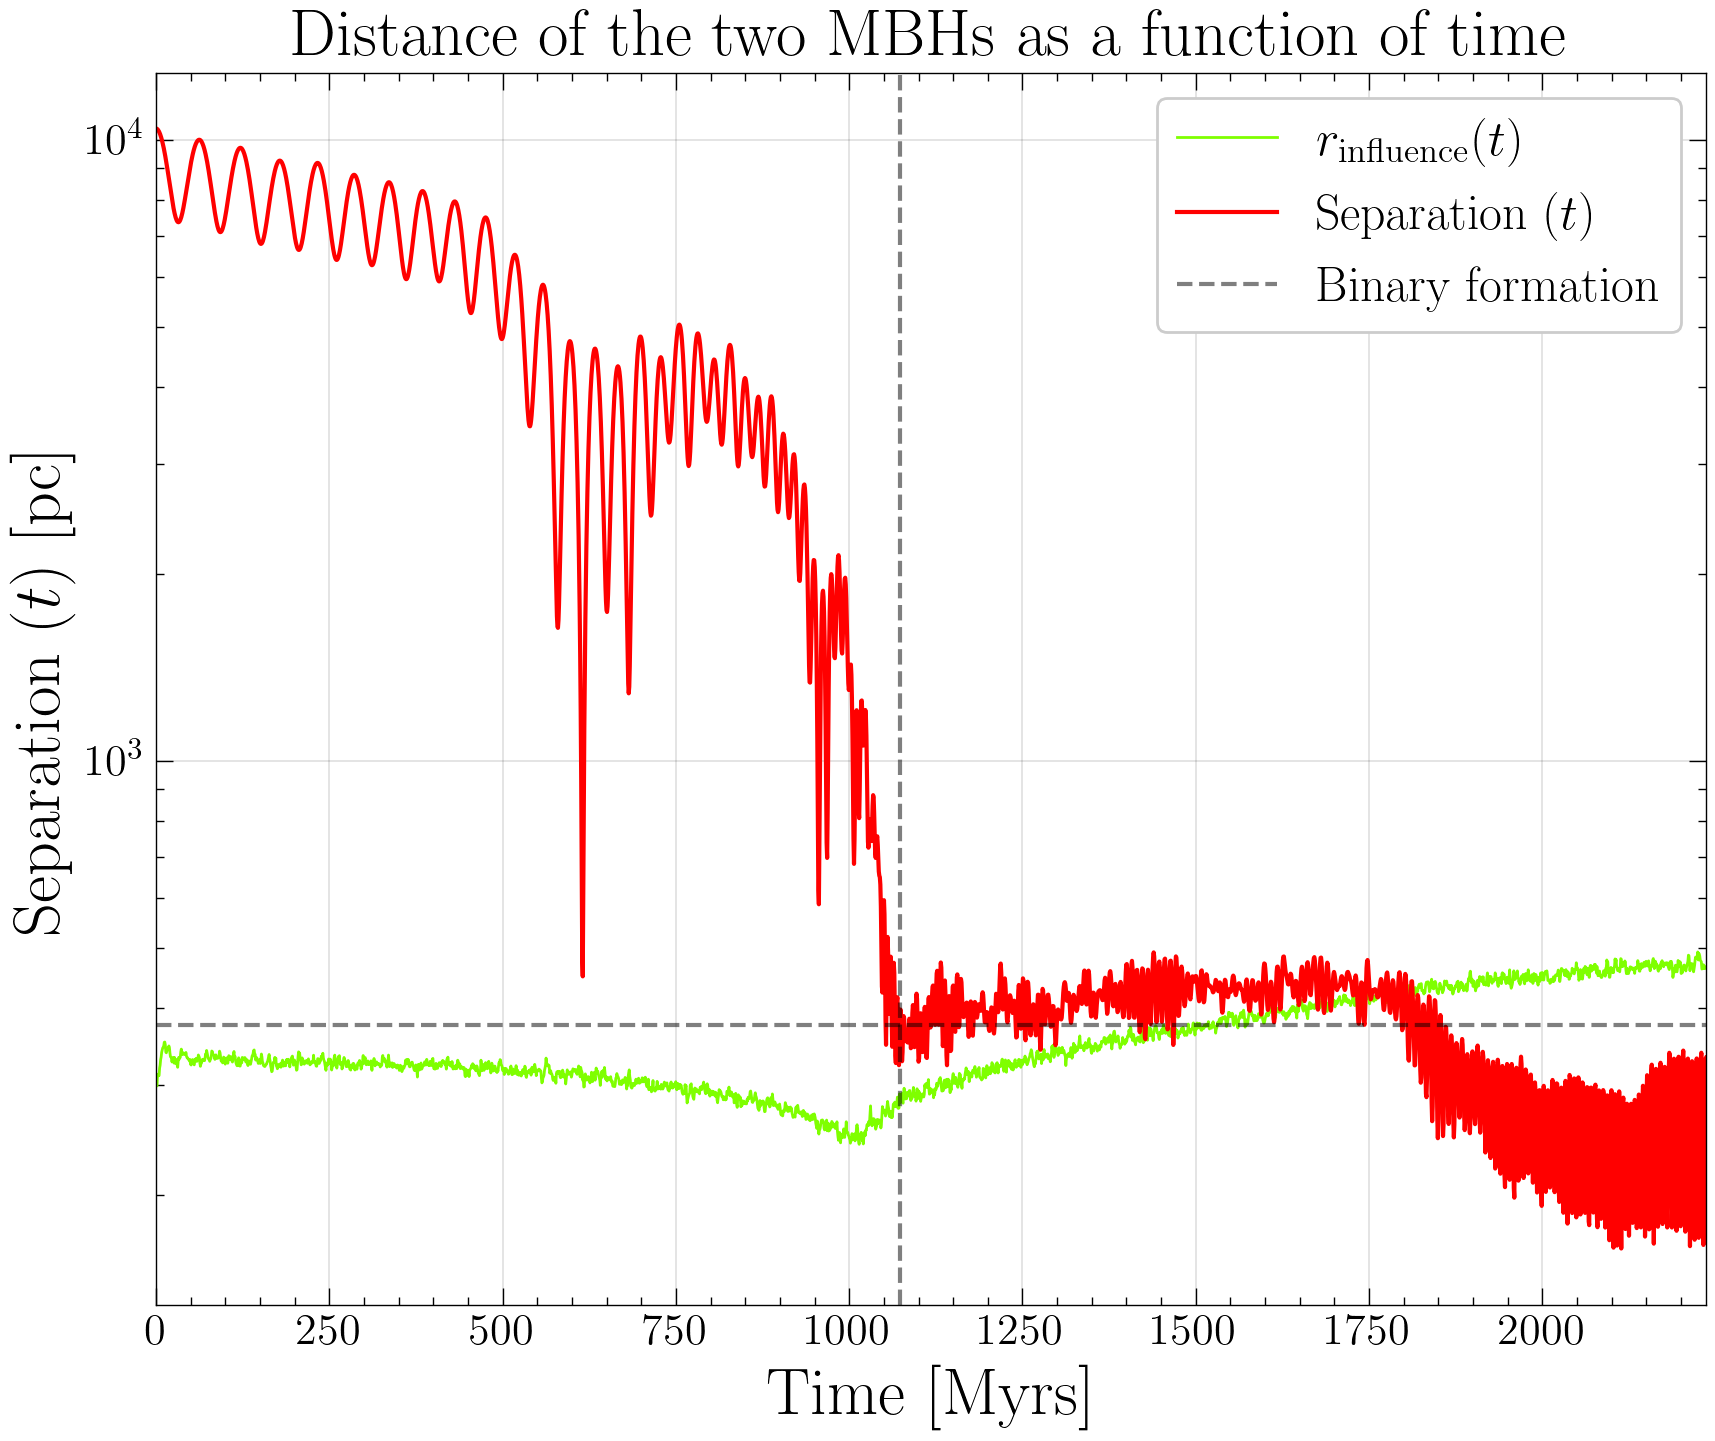 Distance of the two MBHs as a function of time
r_influence(t)
Separation (t)
Binary formation
Separation (t) [pc]
10^4
10^3
0 250 500 750 1000 1250 1500 1750 2000
Time [Myrs]